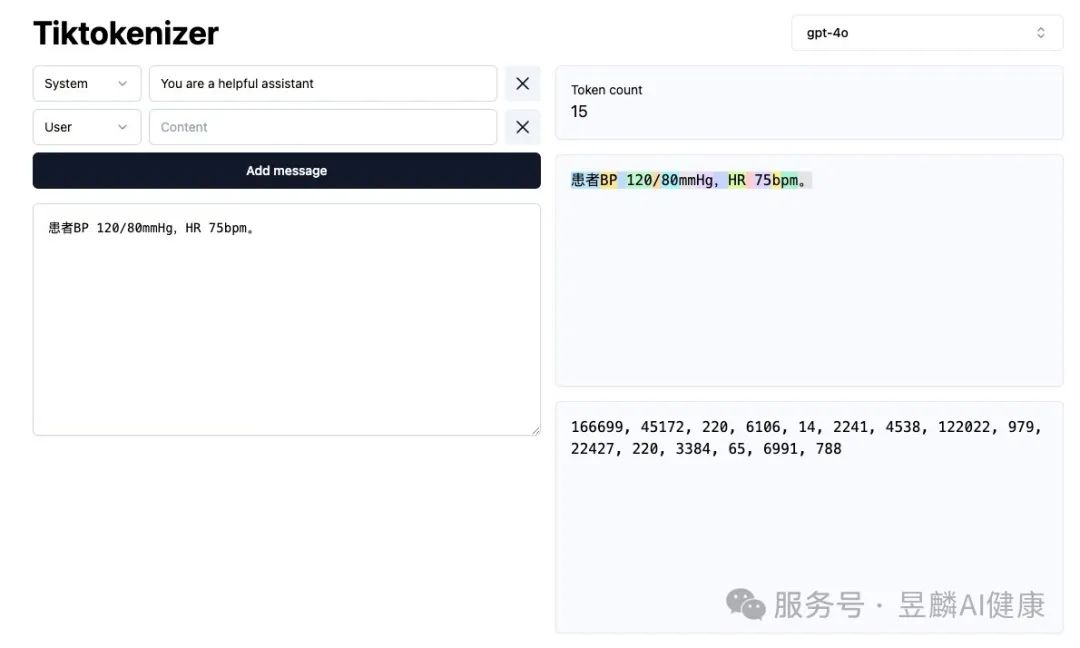 Tiktokenizer
gpt-4o
System
You are a helpful assistant
User
Content
Add message
患者BP 120/80mmHg，HR 75bpm。
Token count
15
患者BP 120/80mmHg，HR 75bpm。
166699, 45172, 220, 6106, 14, 2241, 4538, 122022, 979,
22427, 220, 3384, 65, 6991, 788
服务号 · 昱麟AI健康